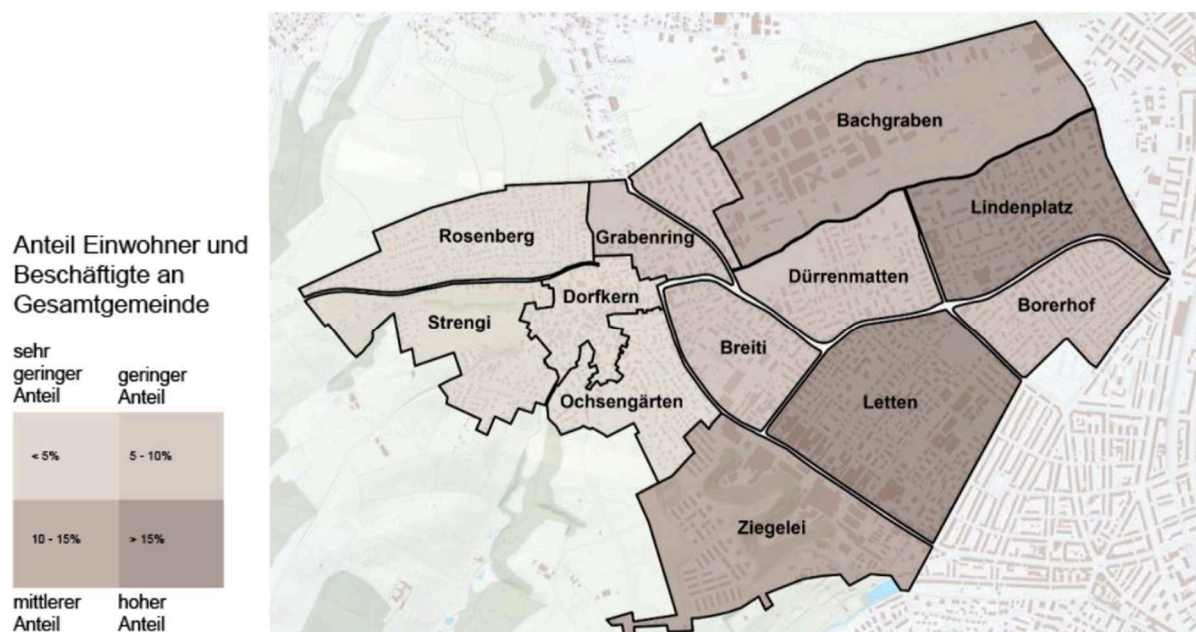 Anteil Einwohner und
Beschäftigte an
Gesamtgemeinde
sehr
geringer
Anteil
geringer
Anteil
< 5%
5 - 10%
10 - 15%
> 15%
mittlerer
Anteil
hoher
Anteil
Bachgraben
Lindenplatz
Rosenberg
Grabenring
Dürrenmatten
Dorfkern
Borerhof
Strengi
Breiti
Ochsengärten
Letten
Ziegelei